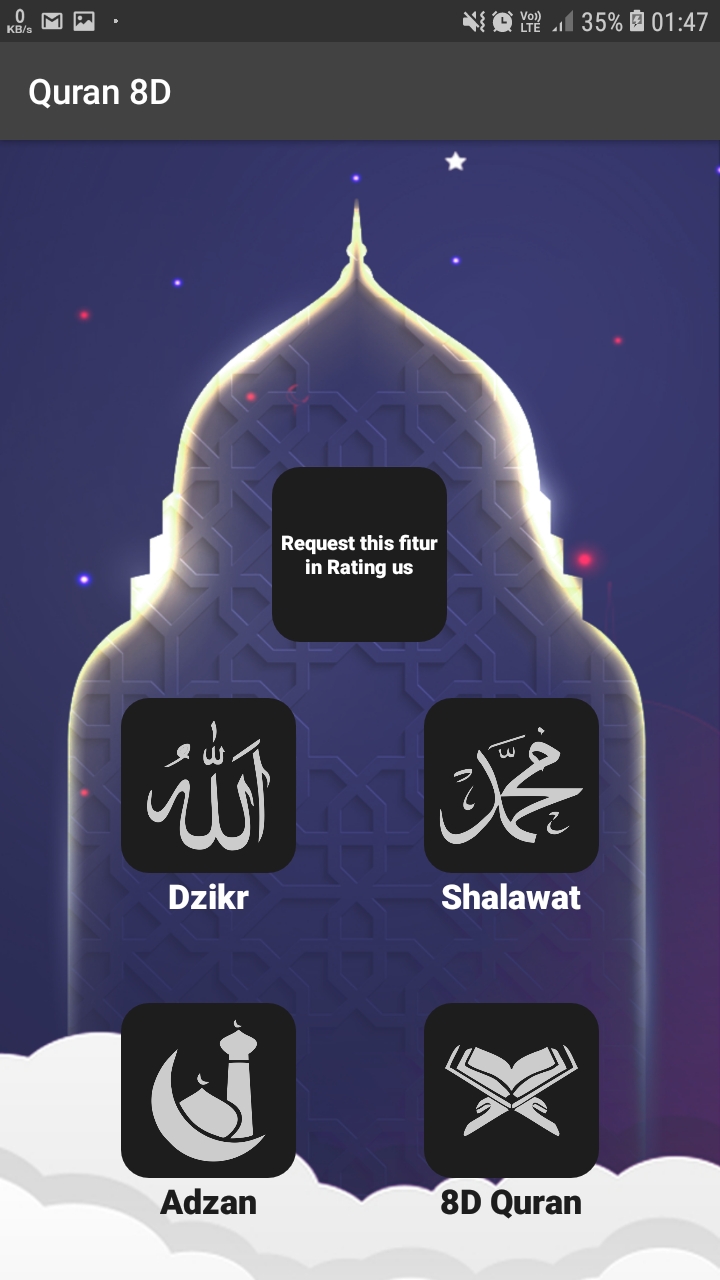 0
KB/s
Vo))
LTE
35%
01:47
Quran 8D
Request this fitur
in Rating us
الله
محمد
Dzikr
Shalawat
Adzan
8D Quran